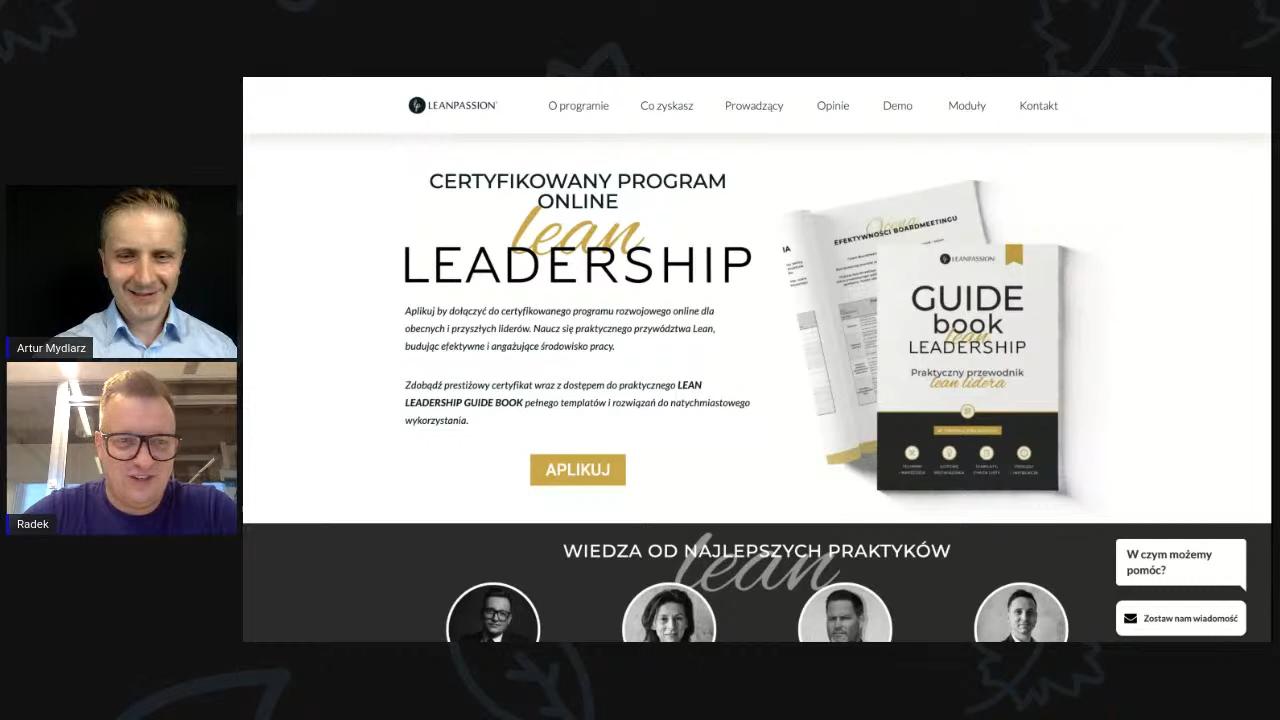 LEANPASSION
O programie
Co zyskasz
Prowadzący
Opinie
Demo
Moduły
Kontakt
CERTYFIKOWANY PROGRAM
ONLINE
lean
LEADERSHIP
Aplikuj by dołączyć do certyfikowanego programu rozwojowego online dla
obecnych i przyszłych liderów. Naucz się praktycznego przywództwa Lean,
budując efektywne i angażujące środowisko pracy.
Zdobądź prestiżowy certyfikat wraz z dostępem do praktycznego LEAN
LEADERSHIP GUIDE BOOK pełnego templatów i rozwiązań do natychmiastowego
wykorzystania.
APLIKUJ
Ocena
EFEKTYWNOŚCI BOARDMEETINGU
LEANPASSION
GUIDE
book
lean
LEADERSHIP
Praktyczny przewodnik
lean lidera
Artur Mydlarz
Radek
WIEDZA OD NAJLEPSZYCH PRAKTYKÓW
lean
W czym możemy
pomóc?
Zostaw nam wiadomość